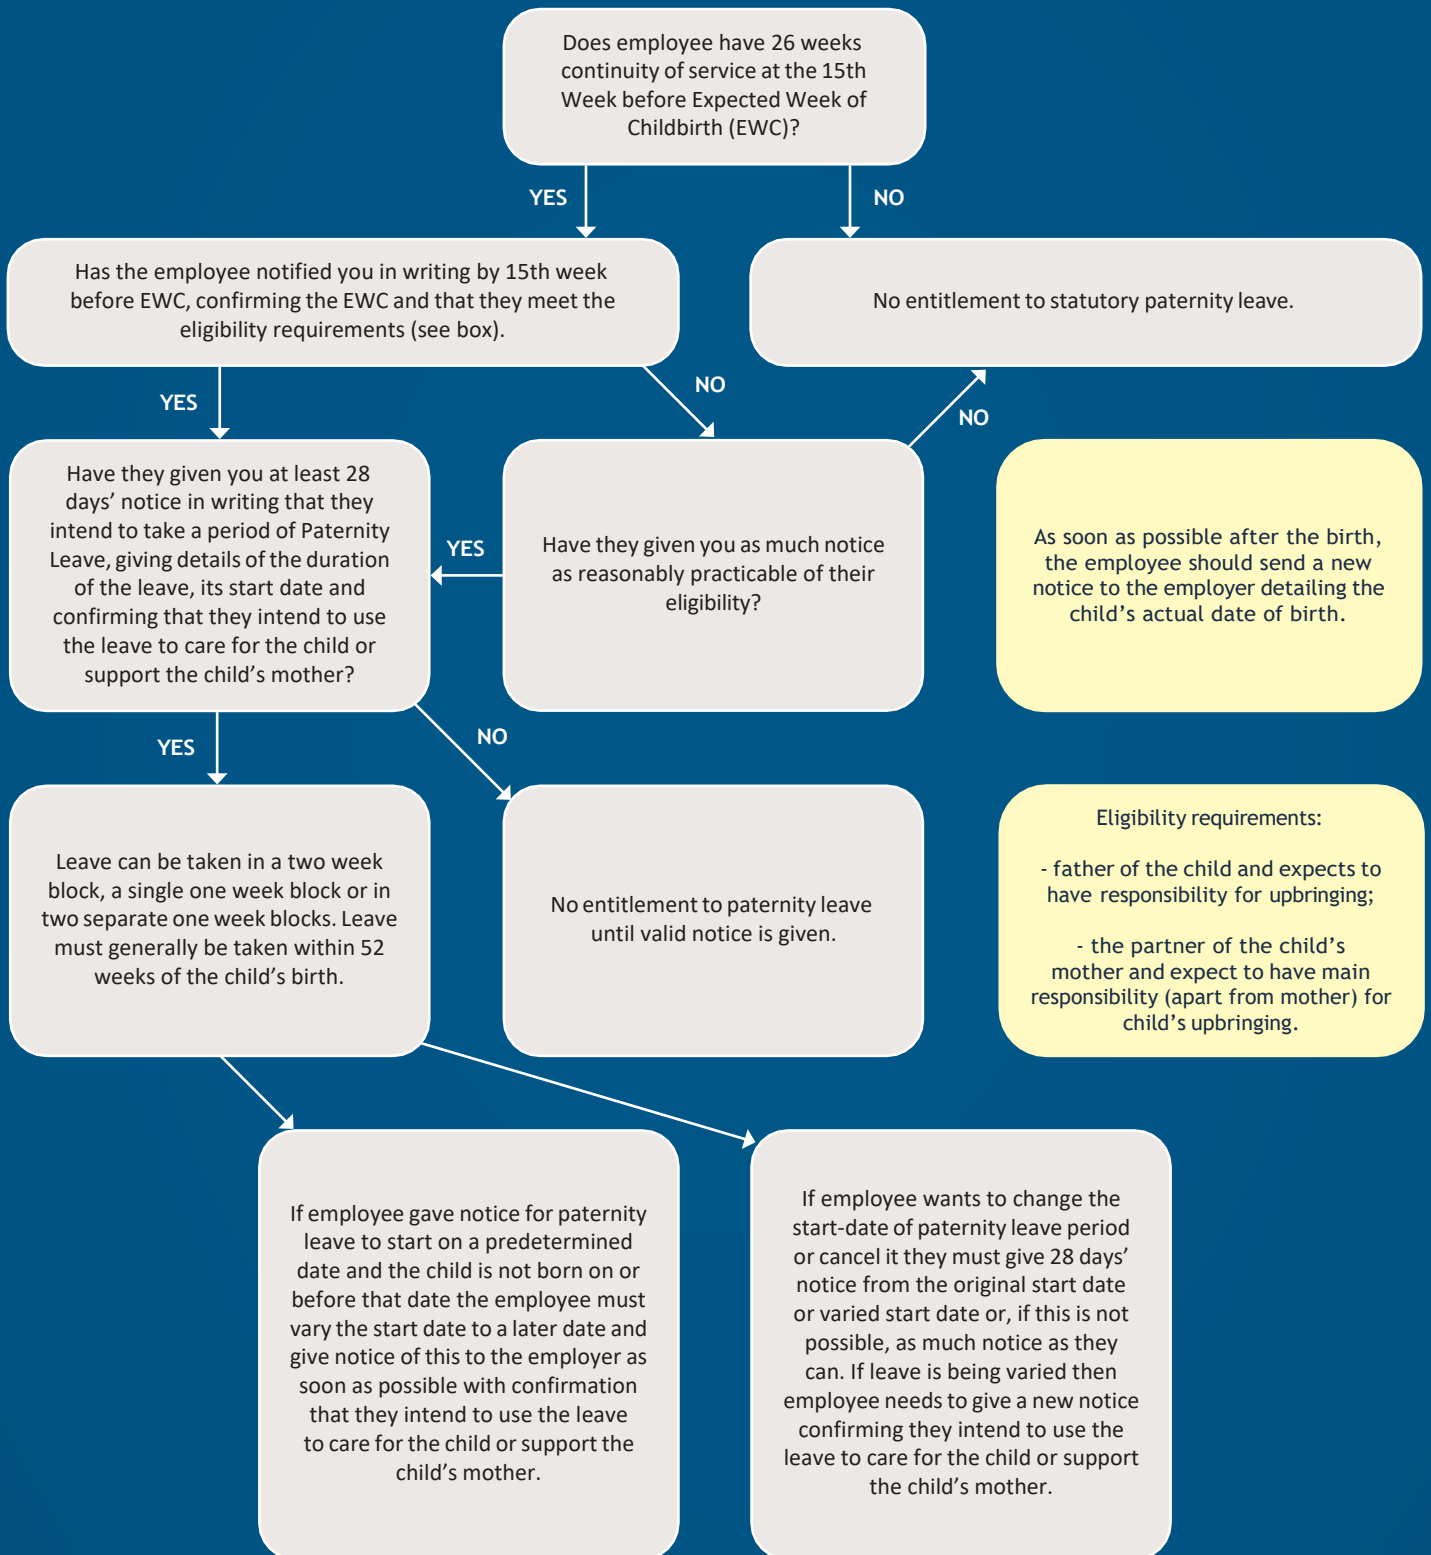 Does employee have 26 weeks
continuity of service at the 15th
Week before Expected Week of
Childbirth (EWC)?
YES
NO
Has the employee notified you in writing by 15th week
before EWC, confirming the EWC and that they meet the
eligibility requirements (see box).
No entitlement to statutory paternity leave.
YES
NO
NO
Have they given you at least 28
days’ notice in writing that they
intend to take a period of Paternity
Leave, giving details of the duration
of the leave, its start date and
confirming that they intend to use
the leave to care for the child or
support the child’s mother?
YES
Have they given you as much notice
as reasonably practicable of their
eligibility?
As soon as possible after the birth,
the employee should send a new
notice to the employer detailing the
child’s actual date of birth.
YES
NO
Leave can be taken in a two week
block, a single one week block or in
two separate one week blocks. Leave
must generally be taken within 52
weeks of the child’s birth.
No entitlement to paternity leave
until valid notice is given.
Eligibility requirements:
- father of the child and expects to
have responsibility for upbringing;
- the partner of the child’s
mother and expect to have main
responsibility (apart from mother) for
child’s upbringing.
If employee gave notice for paternity
leave to start on a predetermined
date and the child is not born on or
before that date the employee must
vary the start date to a later date and
give notice of this to the employer as
soon as possible with confirmation
that they intend to use the leave
to care for the child or support the
child’s mother.
If employee wants to change the
start-date of paternity leave period
or cancel it they must give 28 days’
notice from the original start date
or varied start date or, if this is not
possible, as much notice as they
can. If leave is being varied then
employee needs to give a new notice
confirming they intend to use the
leave to care for the child or support
the child’s mother.